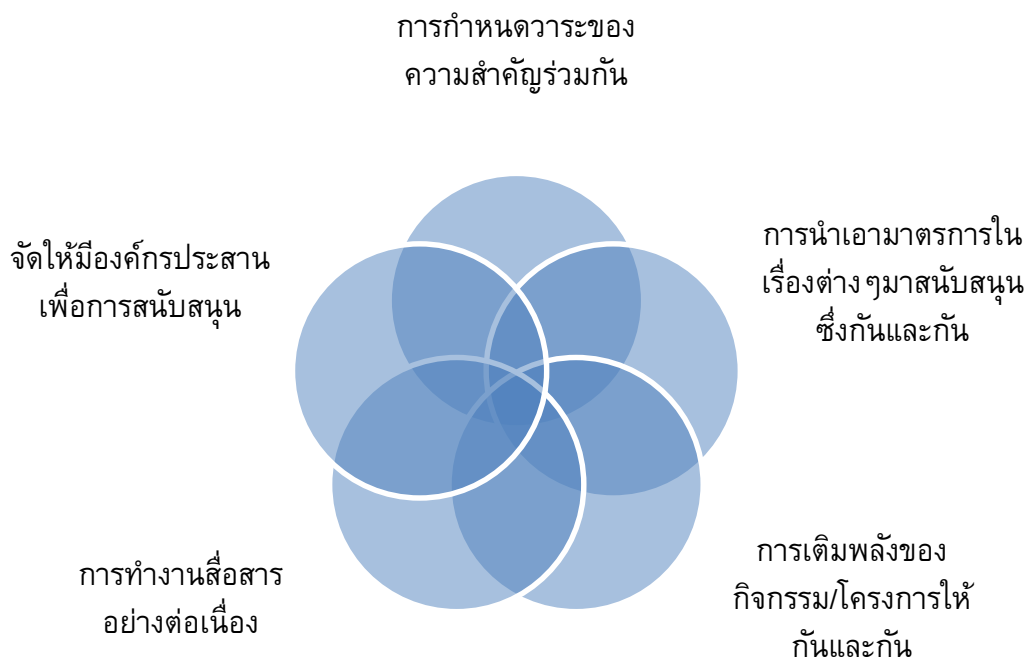 การกำหนดวาระของ
ความสำคัญร่วมกัน
การนำเอามาตรการใน
เรื่องต่าง ๆมาสนับสนุน
ซึ่งกันและกัน
การเติมพลังของ
กิจกรรม/โครงการให้
กันและกัน
การทำงานสื่อสาร
อย่างต่อเนื่อง
จัดให้มีองค์กรประสาน
เพื่อการสนับสนุน